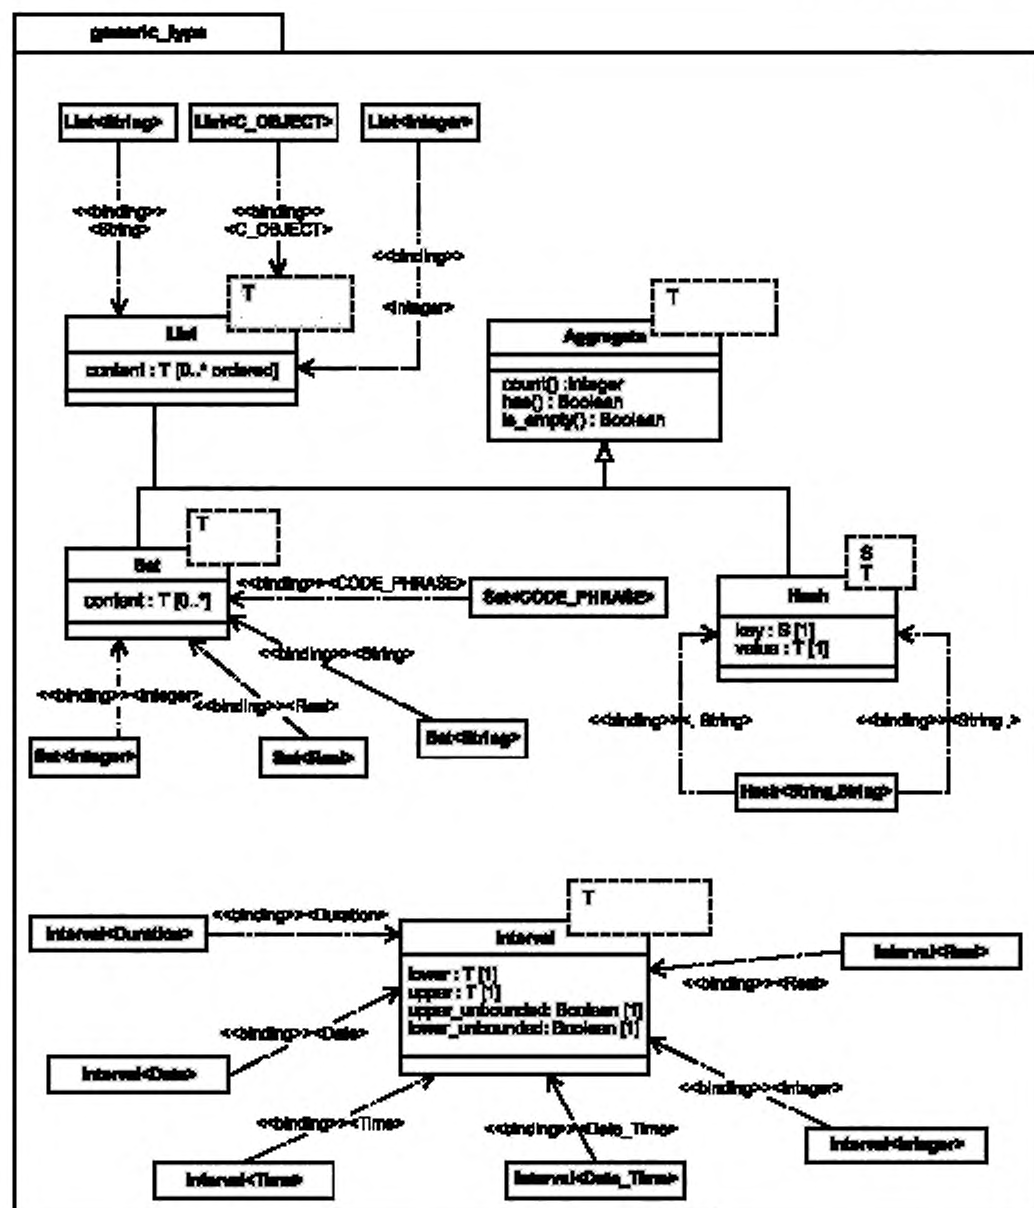 generic_type
List<String>
List<C_OBJECT>
List<Integer>
<<binding>>
<String>
<<binding>>
<C_OBJECT>
<<binding>>
<Integer>
T
List
content : T [0..* ordered]
T
Aggregate
count() :Integer
has() : Boolean
is_empty() : Boolean
T
Set
content : T [0..*]
<<binding>><CODE_PHRASE>
Set<CODE_PHRASE>
S
T
Hash
key : S [1]
value : T [1]
<<binding>><String>
<<binding>><Integer>
<<binding>><Real>
<<binding>><, String>
<<binding>><String ,>
Set<Integer>
Set<Real>
Set<String>
Hash<String,String>
T
Interval
lower : T [1]
upper : T [1]
upper_unbounded: Boolean [1]
lower_unbounded: Boolean [1]
<<binding>><Duration>
Interval<Duration>
Interval<Real>
<<binding>><Real>
<<binding>><Date>
Interval<Date>
<<binding>><Integer>
<<binding>><Time>
<<binding>><Date_Time>
Interval<Integer>
Interval<Time>
Interval<Date_Time>